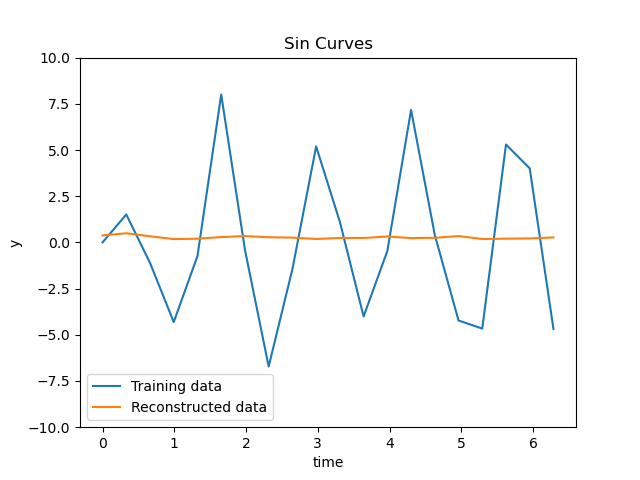 Sin Curves
10.0
7.5
5.0
2.5
0.0
−2.5
−5.0
−7.5
−10.0
y
Training data
Reconstructed data
0 1 2 3 4 5 6
time